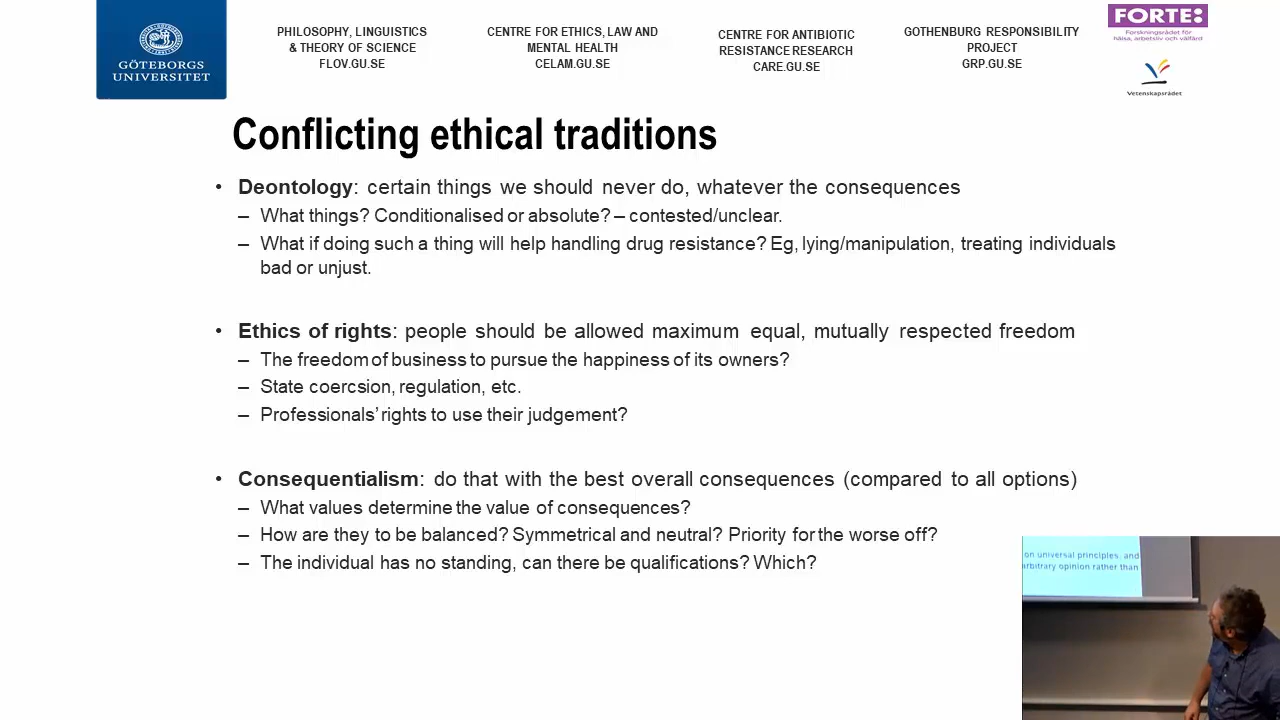 GÖTEBORGS
UNIVERSITET
PHILOSOPHY, LINGUISTICS
& THEORY OF SCIENCE
FLOV.GU.SE
CENTRE FOR ETHICS, LAW AND
MENTAL HEALTH
CELAM.GU.SE
CENTRE FOR ANTIBIOTIC
RESISTANCE RESEARCH
CARE.GU.SE
GOTHENBURG RESPONSIBILITY
PROJECT
GRP.GU.SE
FORTE:
Forskningsrådet för
hälsa, arbetsliv och välfärd
Vetenskapsrådet
Conflicting ethical traditions
• Deontology: certain things we should never do, whatever the consequences
– What things? Conditionalised or absolute? – contested/unclear.
– What if doing such a thing will help handling drug resistance? Eg, lying/manipulation, treating individuals
bad or unjust.
• Ethics of rights: people should be allowed maximum equal, mutually respected freedom
– The freedom of business to pursue the happiness of its owners?
– State coercsion, regulation, etc.
– Professionals' rights to use their judgement?
• Consequentialism: do that with the best overall consequences (compared to all options)
– What values determine the value of consequences?
– How are they to be balanced? Symmetrical and neutral? Priority for the worse off?
– The individual has no standing, can there be qualifications? Which?
on universal principles, and
arbitrary opinion rather than